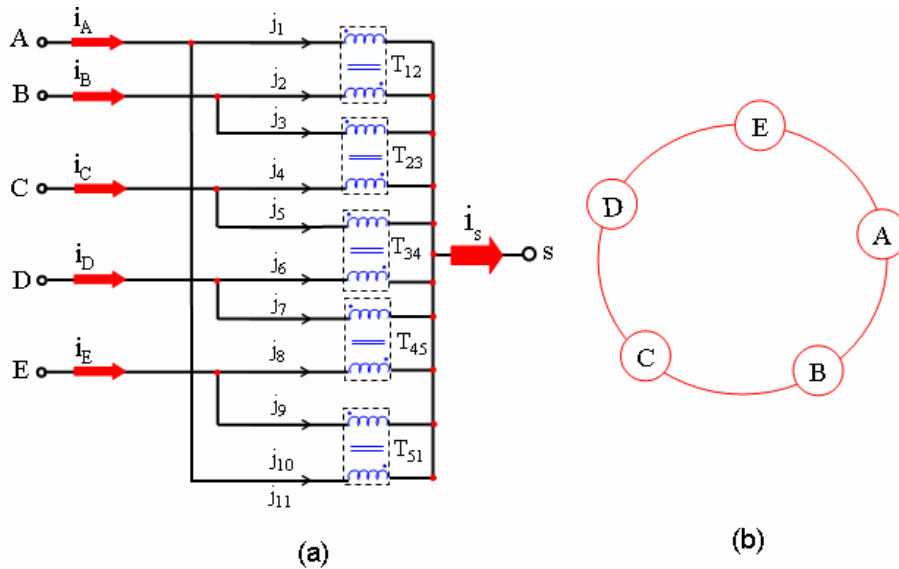 A i_A j_1 T_12
B i_B j_2
j_3 T_23
C i_C j_4
j_5 T_34 i_s s
D i_D j_6
j_7 T_45
E i_E j_8
j_9 T_51
j_10
j_11
(a)
E
D A
C B
(b)